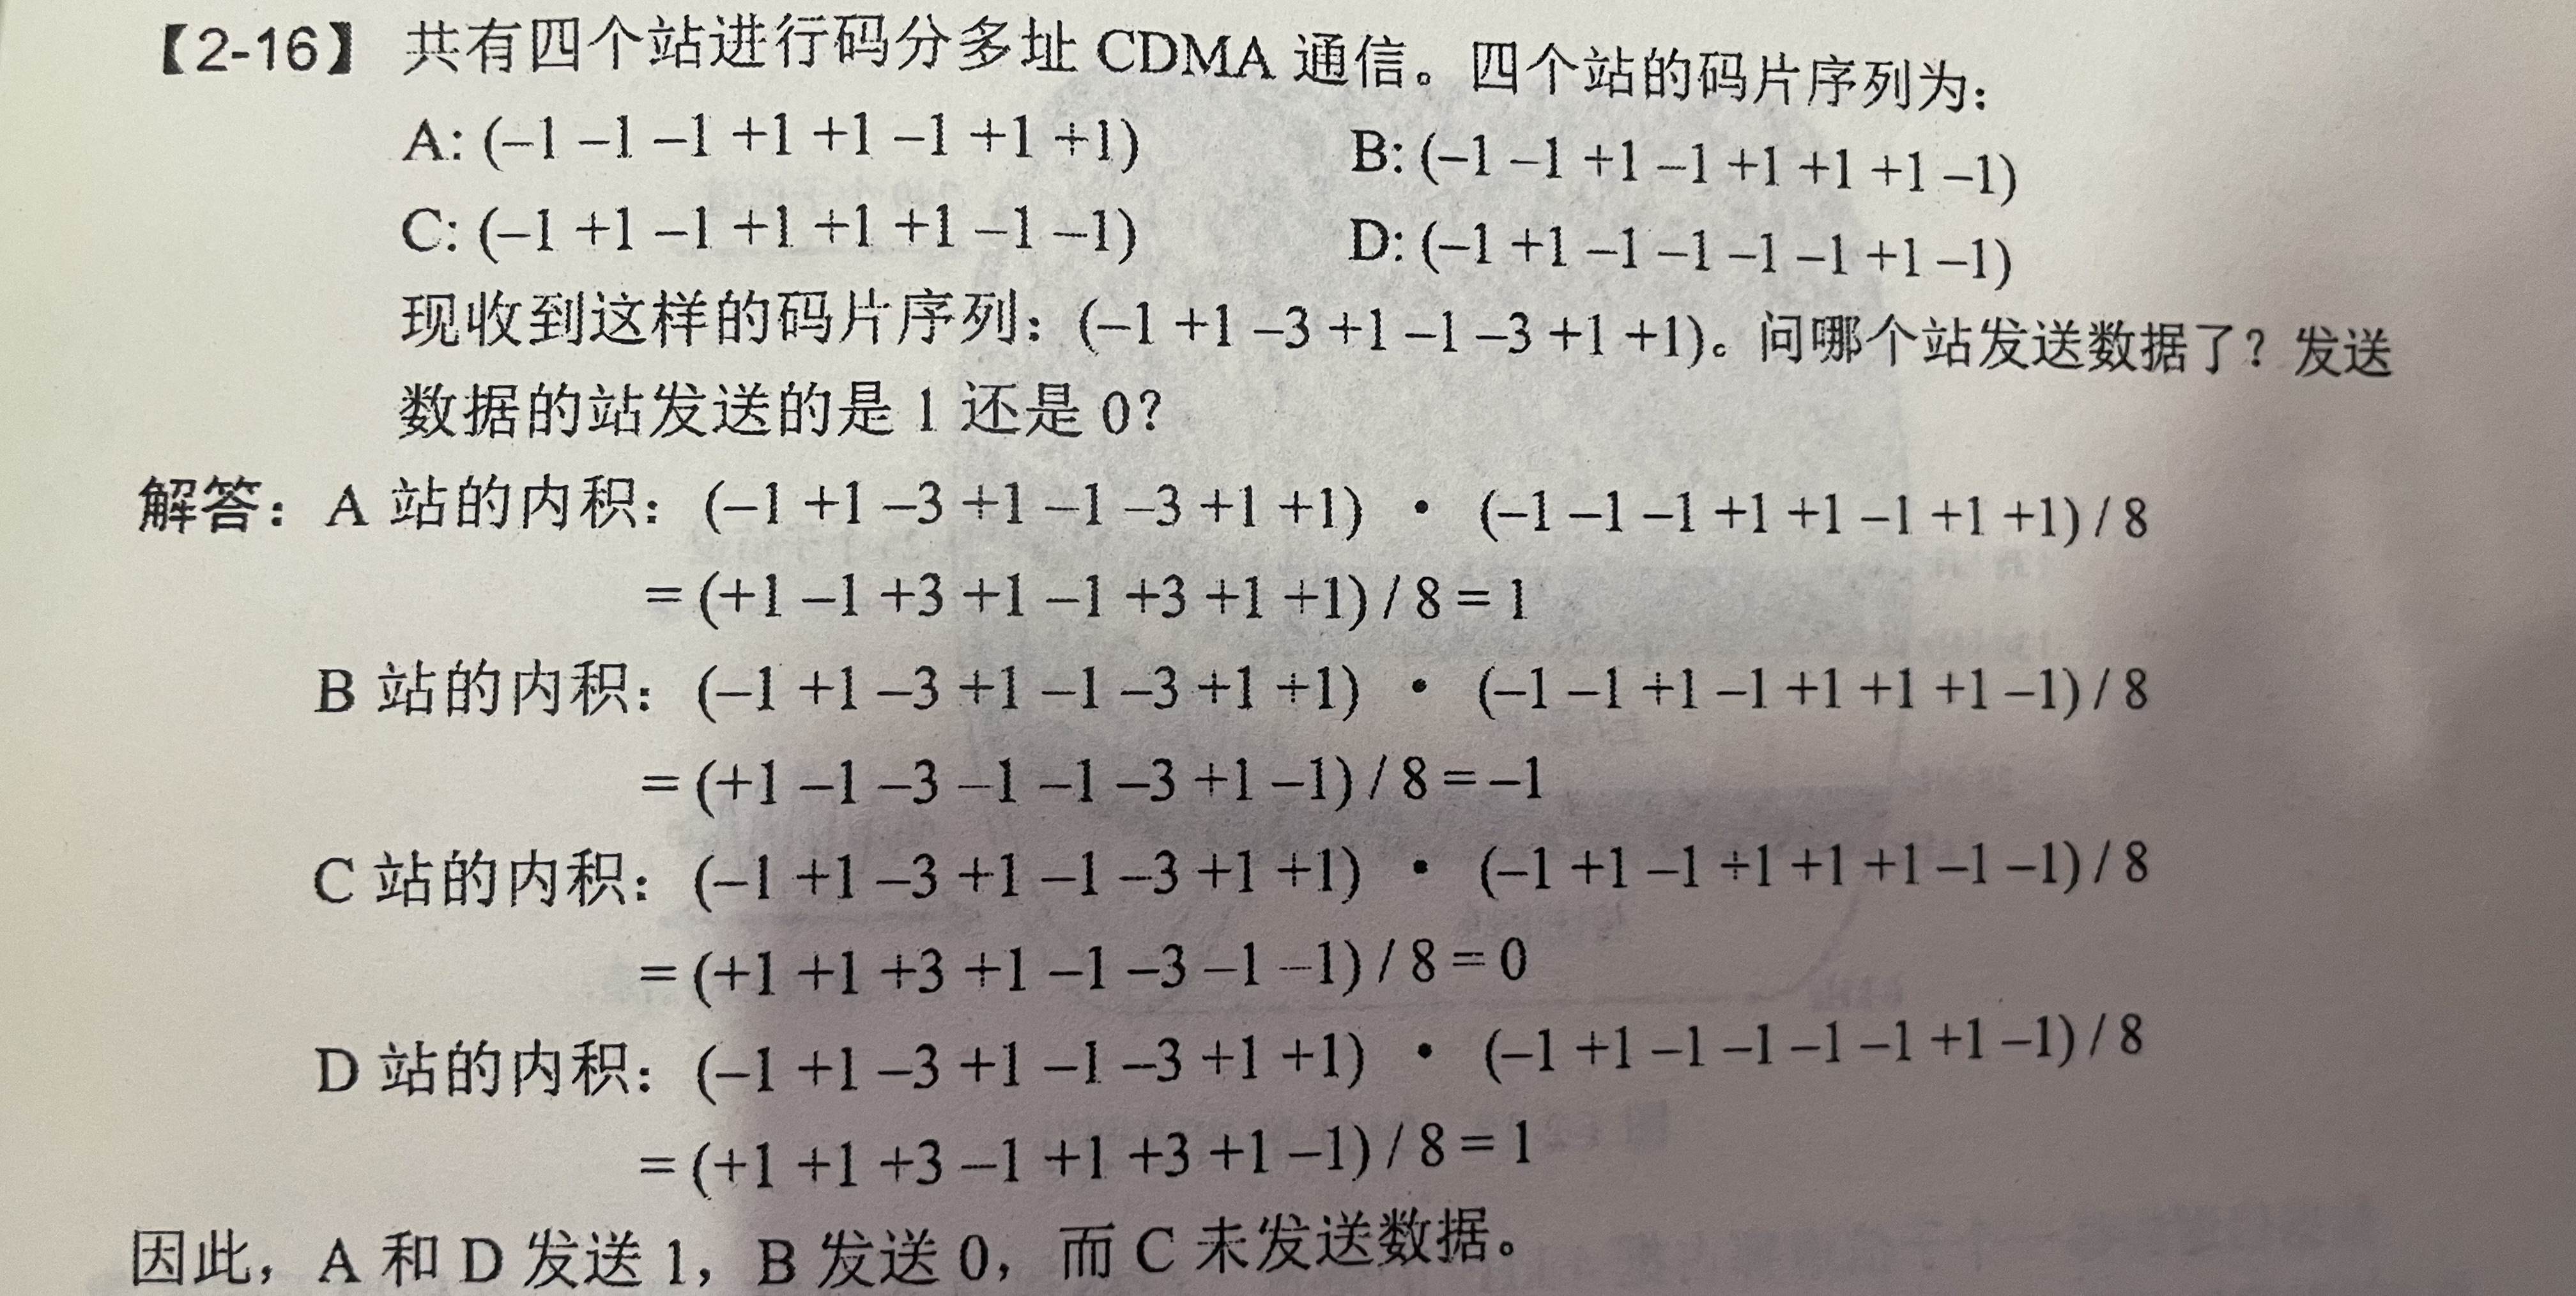 【2-16】 共有四个站进行码分多址 CDMA 通信。四个站的码片序列为：
A: (–1 –1 –1 +1 +1 –1 +1 +1) B: (–1 –1 +1 –1 +1 +1 +1 –1)
C: (–1 +1 –1 +1 +1 +1 –1 –1) D: (–1 +1 –1 –1 –1 –1 +1 –1)
现收到这样的码片序列：(–1 +1 –3 +1 –1 –3 +1 +1)。问哪个站发送数据了？发送
数据的站发送的是 1 还是 0？
解答：A 站的内积：(–1 +1 –3 +1 –1 –3 +1 +1) • (–1 –1 –1 +1 +1 –1 +1 +1) / 8
= (+1 –1 +3 +1 –1 +3 +1 +1) / 8 = 1
B 站的内积：(–1 +1 –3 +1 –1 –3 +1 +1) • (–1 –1 +1 –1 +1 +1 +1 –1) / 8
= (+1 –1 –3 –1 –1 –3 +1 –1) / 8 = –1
C 站的内积：(–1 +1 –3 +1 –1 –3 +1 +1) • (–1 +1 –1 +1 +1 +1 –1 –1) / 8
= (+1 +1 +3 +1 –1 –3 –1 –1) / 8 = 0
D 站的内积：(–1 +1 –3 +1 –1 –3 +1 +1) • (–1 +1 –1 –1 –1 –1 +1 –1) / 8
= (+1 +1 +3 –1 +1 +3 +1 –1) / 8 = 1
因此，A 和 D 发送 1，B 发送 0，而 C 未发送数据。